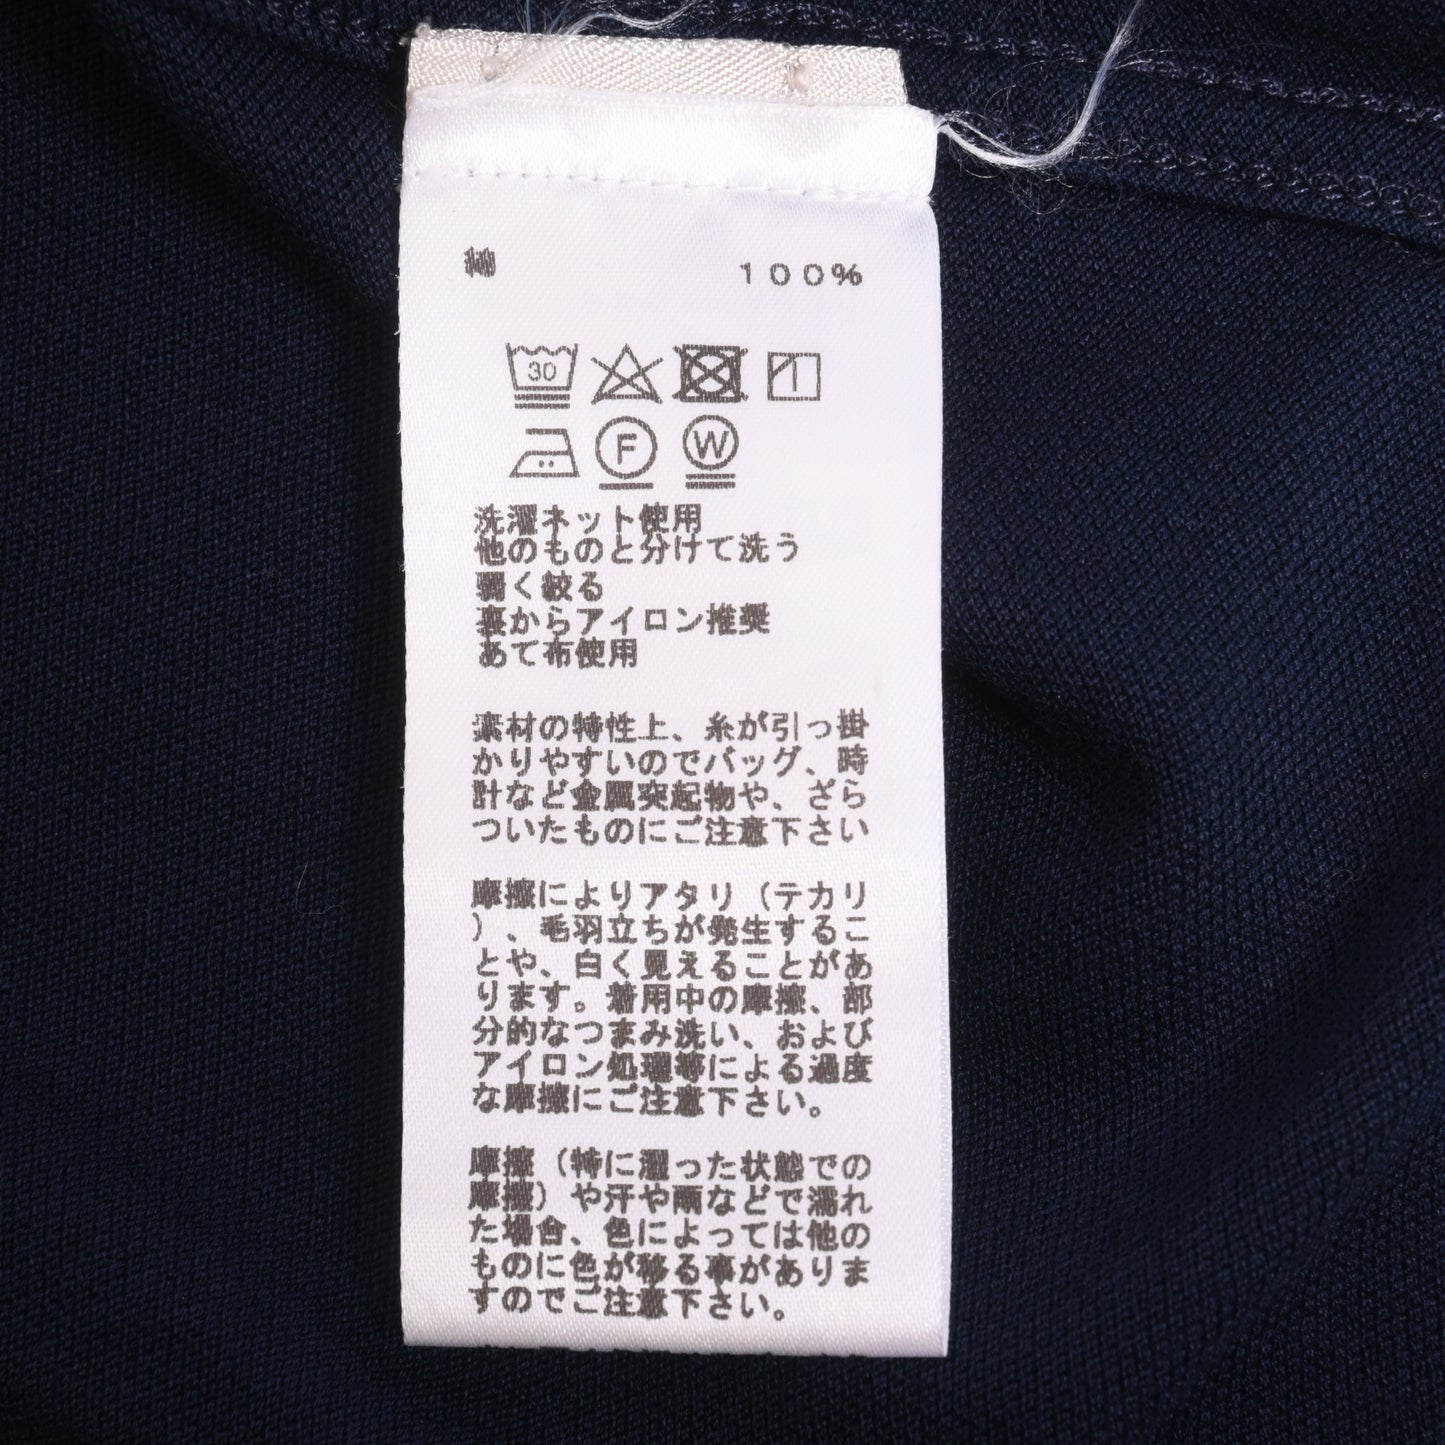 100%
30
F W
洗濯ネット使用
他のものと分けて洗う
弱く絞る
裏からアイロン推奨
あて布使用
素材の特性上、糸が引っ掛
かりやすいのでバッグ、時
計など金属突起物や、ざら
ついたものにご注意下さい
摩擦によりアタリ（テカリ
）、毛羽立ちが発生するこ
とや、白く見えることがあ
ります。着用中の摩擦、部
分的なつまみ洗い、および
アイロン処理等による過度
な摩擦にご注意下さい。
摩擦（特に湿った状態での
摩擦）や汗や雨などで濡れ
た場合、色によっては他の
ものに色が移る事がありま
すのでご注意下さい。